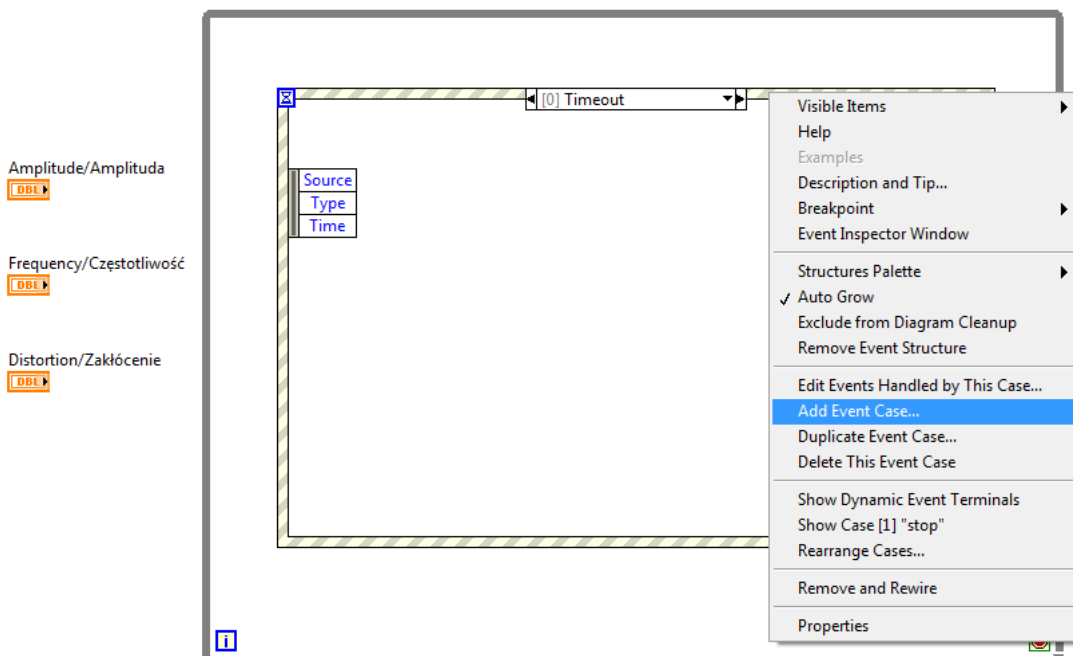 [0] Timeout
Amplitude/Amplituda
DBL
Frequency/Częstotliwość
DBL
Distortion/Zakłócenie
DBL
Source
Type
Time
i
Visible Items
Help
Examples
Description and Tip...
Breakpoint
Event Inspector Window
Structures Palette
Auto Grow
Exclude from Diagram Cleanup
Remove Event Structure
Edit Events Handled by This Case...
Add Event Case...
Duplicate Event Case...
Delete This Event Case
Show Dynamic Event Terminals
Show Case [1] "stop"
Rearrange Cases...
Remove and Rewire
Properties